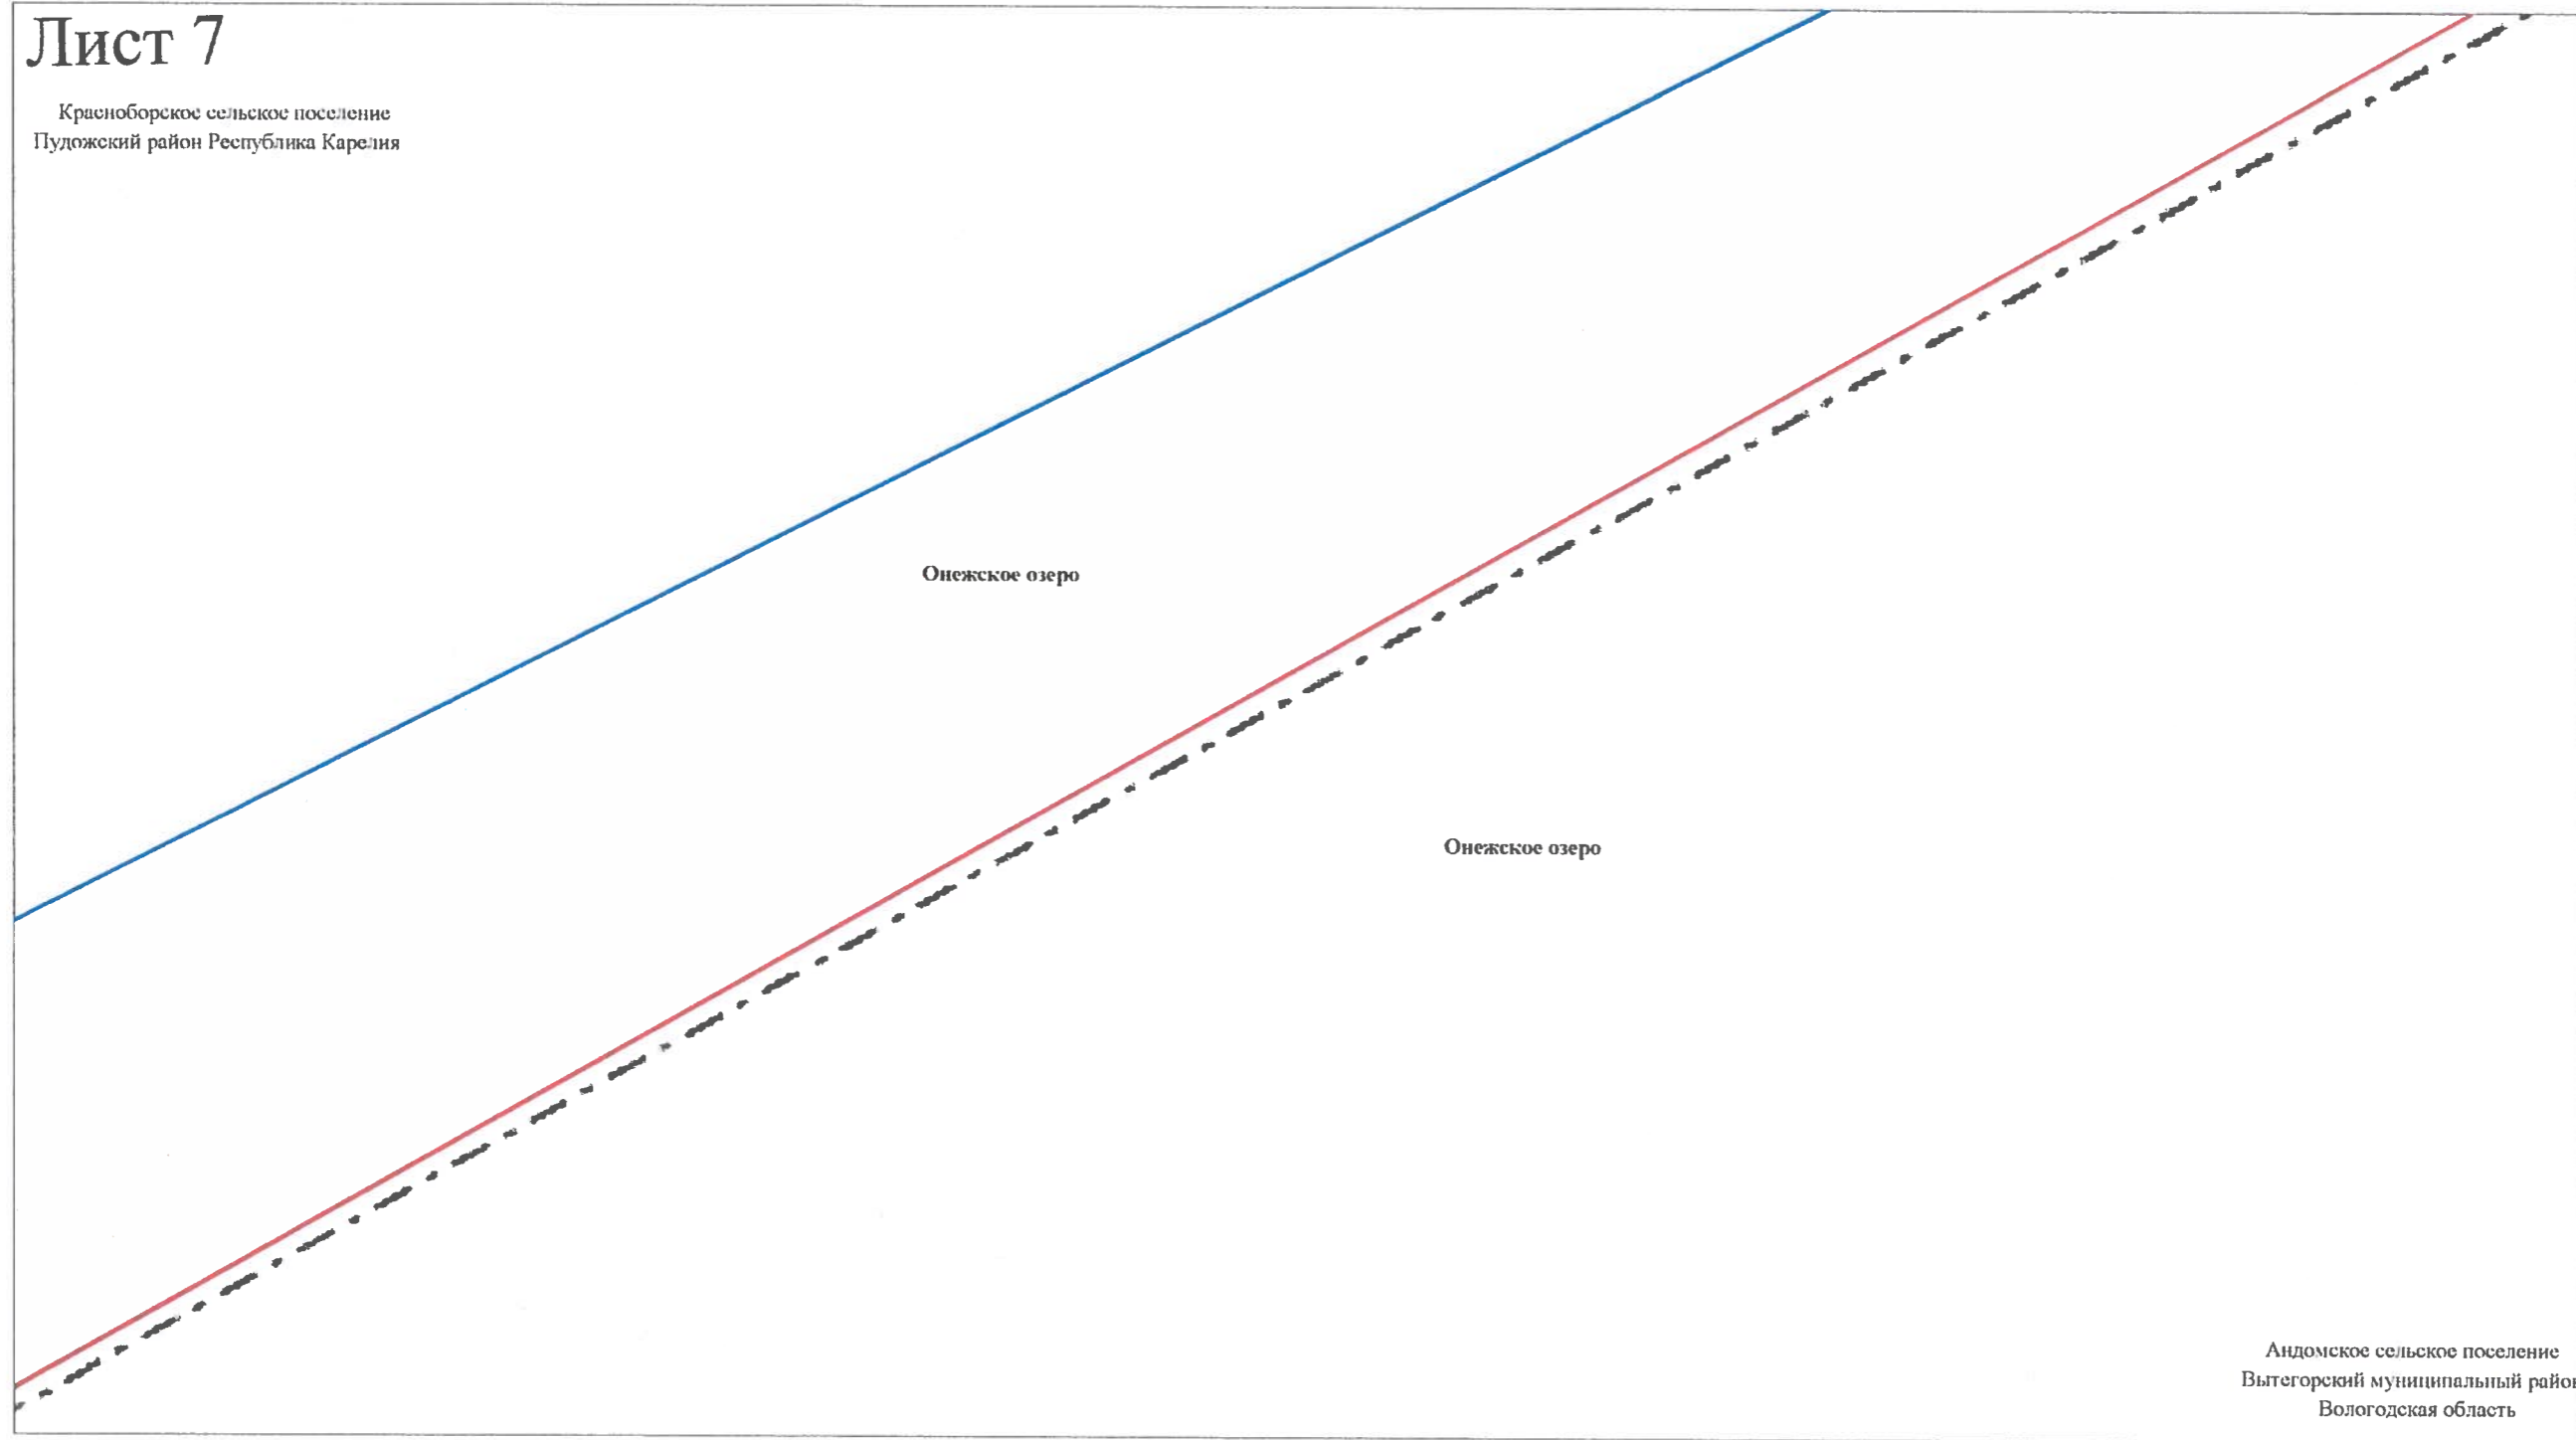 Лист 7
Красноборское сельское поселение
Пудожский район Республика Карелия
Онежское озеро
Онежское озеро
Андомское сельское поселение
Вытегорский муниципальный район
Вологодская область